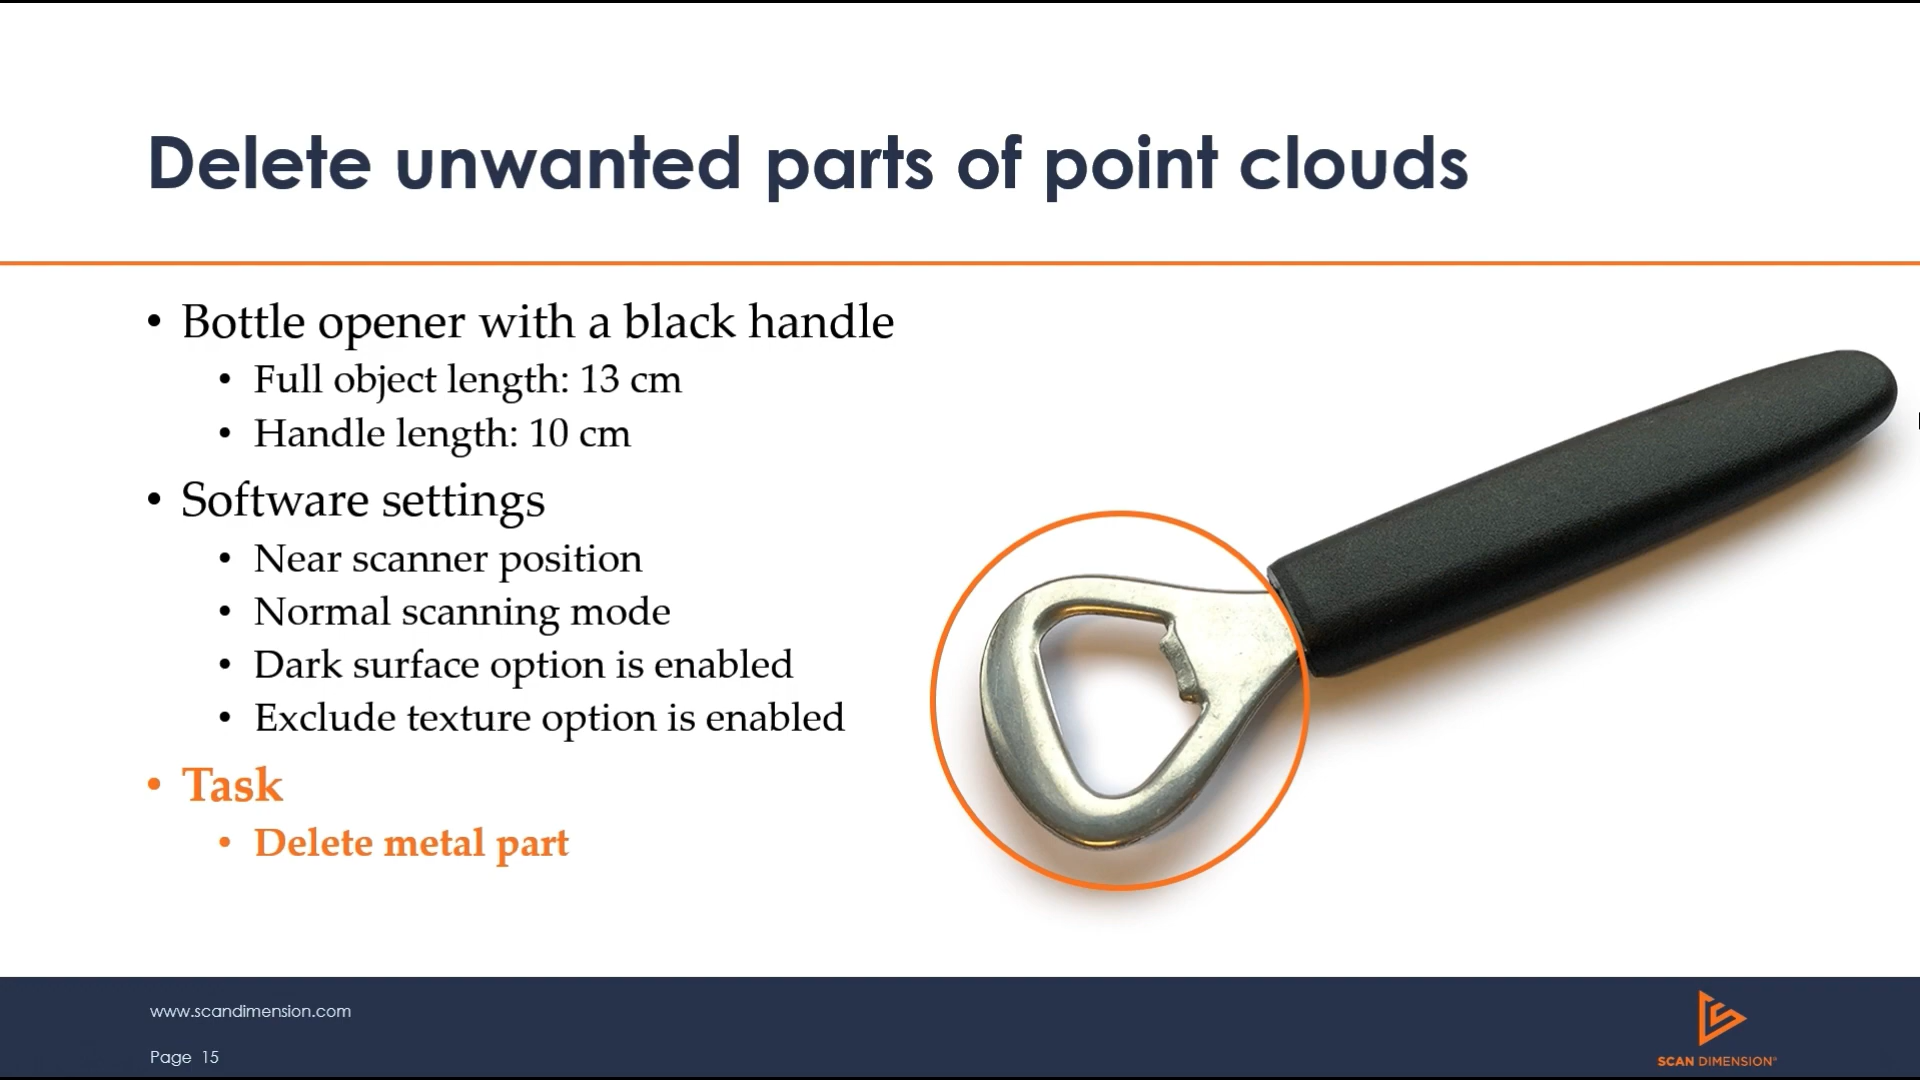 Delete unwanted parts of point clouds
• Bottle opener with a black handle
• Full object length: 13 cm
• Handle length: 10 cm
• Software settings
• Near scanner position
• Normal scanning mode
• Dark surface option is enabled
• Exclude texture option is enabled
• Task
• Delete metal part
www.scandimension.com
Page 15
SCAN DIMENSION®